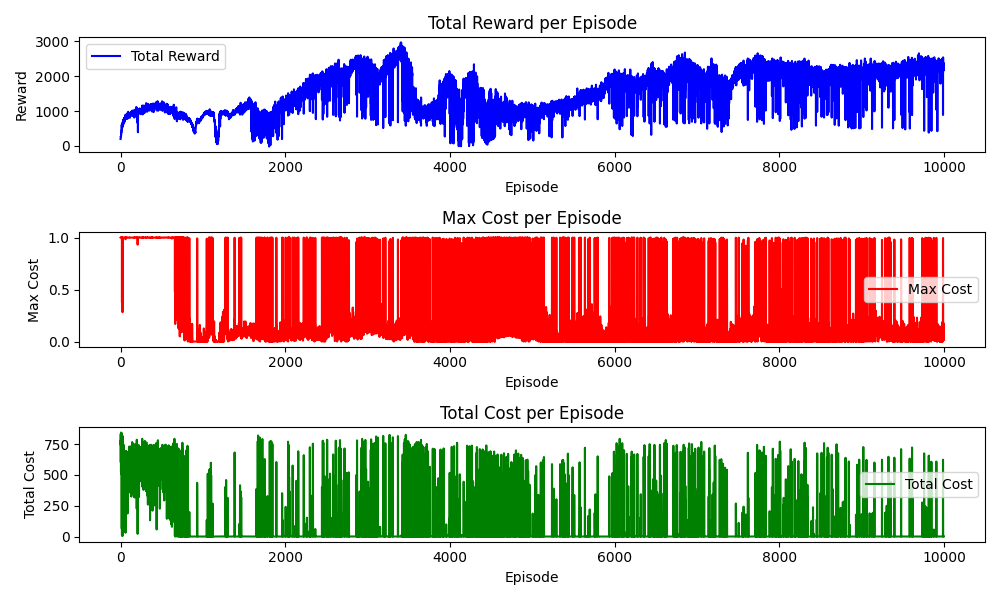 Total Reward per Episode
3000
2000
1000
0
Reward
Total Reward
0 2000 4000 6000 8000 10000
Episode
Max Cost per Episode
1.0
0.5
0.0
Max Cost
Max Cost
0 2000 4000 6000 8000 10000
Episode
Total Cost per Episode
750
500
250
0
Total Cost
Total Cost
0 2000 4000 6000 8000 10000
Episode